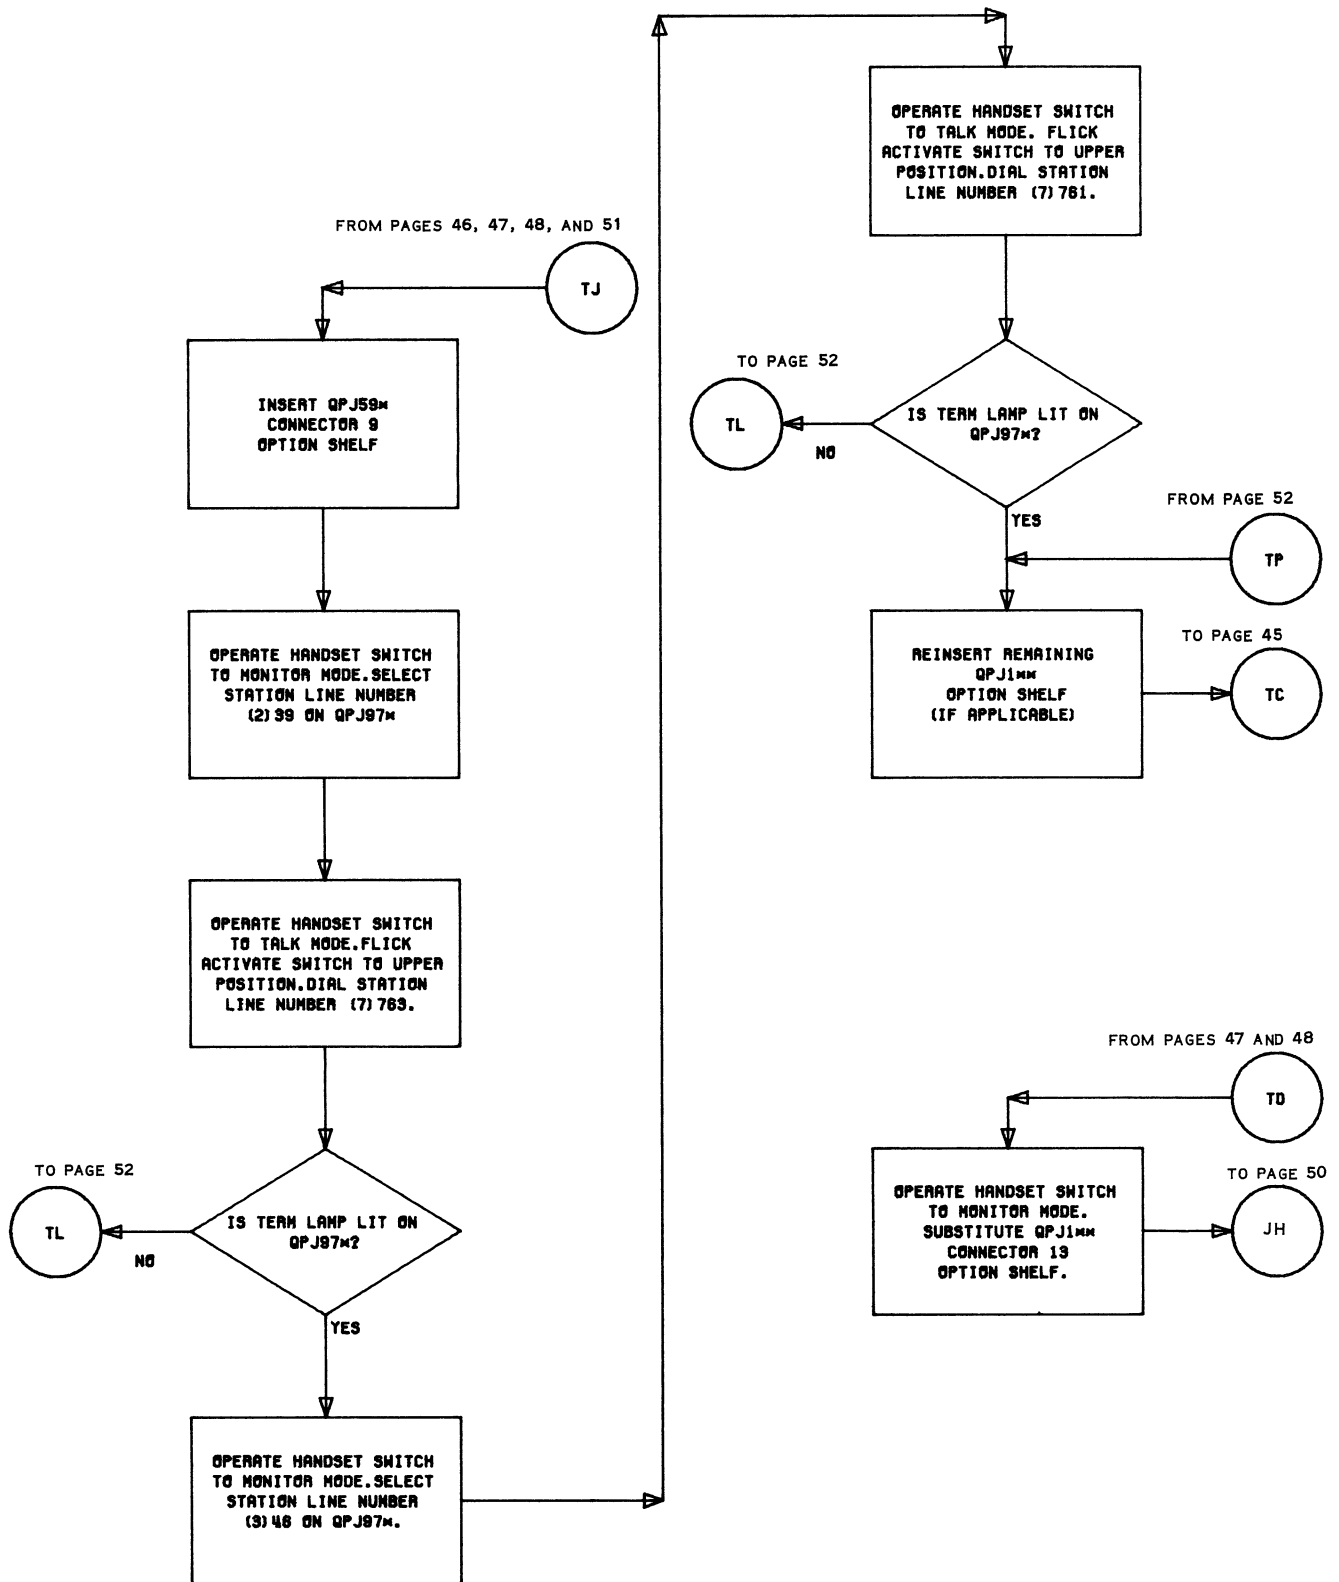 FROM PAGES 46, 47, 48, AND 51
TJ
INSERT QPJ59*
CONNECTOR 9
OPTION SHELF
OPERATE HANDSET SWITCH
TO MONITOR MODE.SELECT
STATION LINE NUMBER
(2)39 ON QPJ97*
OPERATE HANDSET SWITCH
TO TALK MODE.FLICK
ACTIVATE SWITCH TO UPPER
POSITION.DIAL STATION
LINE NUMBER (7)763.
TO PAGE 52
TL
NO
IS TERM LAMP LIT ON
QPJ97*?
YES
OPERATE HANDSET SWITCH
TO MONITOR MODE.SELECT
STATION LINE NUMBER
(3)46 ON QPJ97*.
OPERATE HANDSET SWITCH
TO TALK MODE. FLICK
ACTIVATE SWITCH TO UPPER
POSITION.DIAL STATION
LINE NUMBER (7)761.
TO PAGE 52
TL
NO
IS TERM LAMP LIT ON
QPJ97*?
YES
FROM PAGE 52
TP
REINSERT REMAINING
QPJ1**
OPTION SHELF
(IF APPLICABLE)
TO PAGE 45
TC
FROM PAGES 47 AND 48
TD
OPERATE HANDSET SWITCH
TO MONITOR MODE.
SUBSTITUTE QPJ1**
CONNECTOR 13
OPTION SHELF.
TO PAGE 50
JH